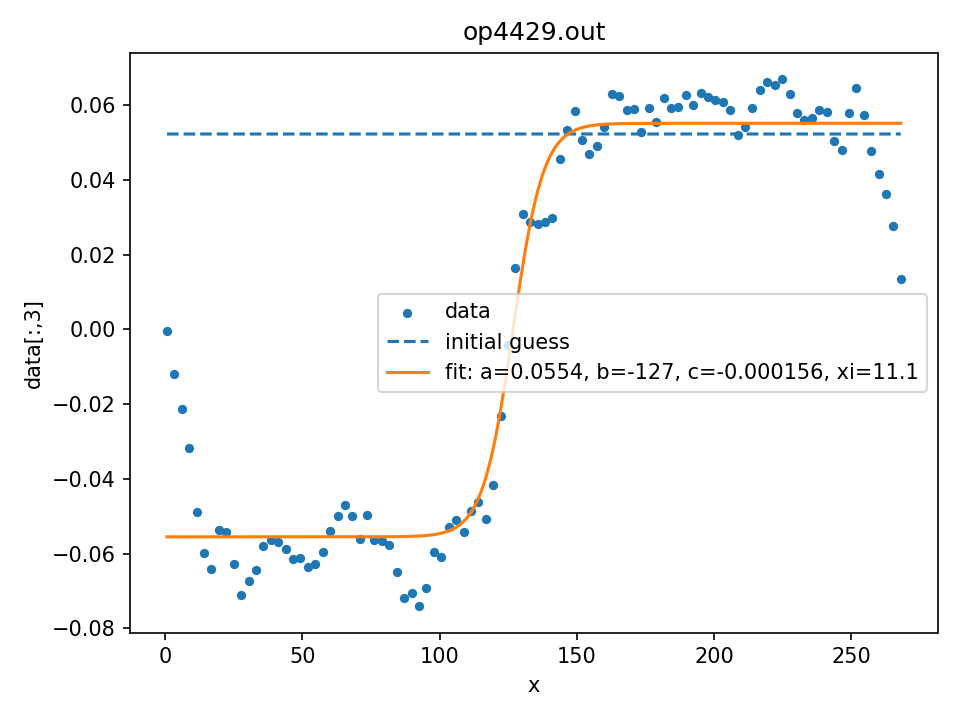 op4429.out
0.06
0.04
0.02
0.00
−0.02
−0.04
−0.06
−0.08
data[:,3]
data
initial guess
fit: a=0.0554, b=-127, c=-0.000156, xi=11.1
0 50 100 150 200 250
x